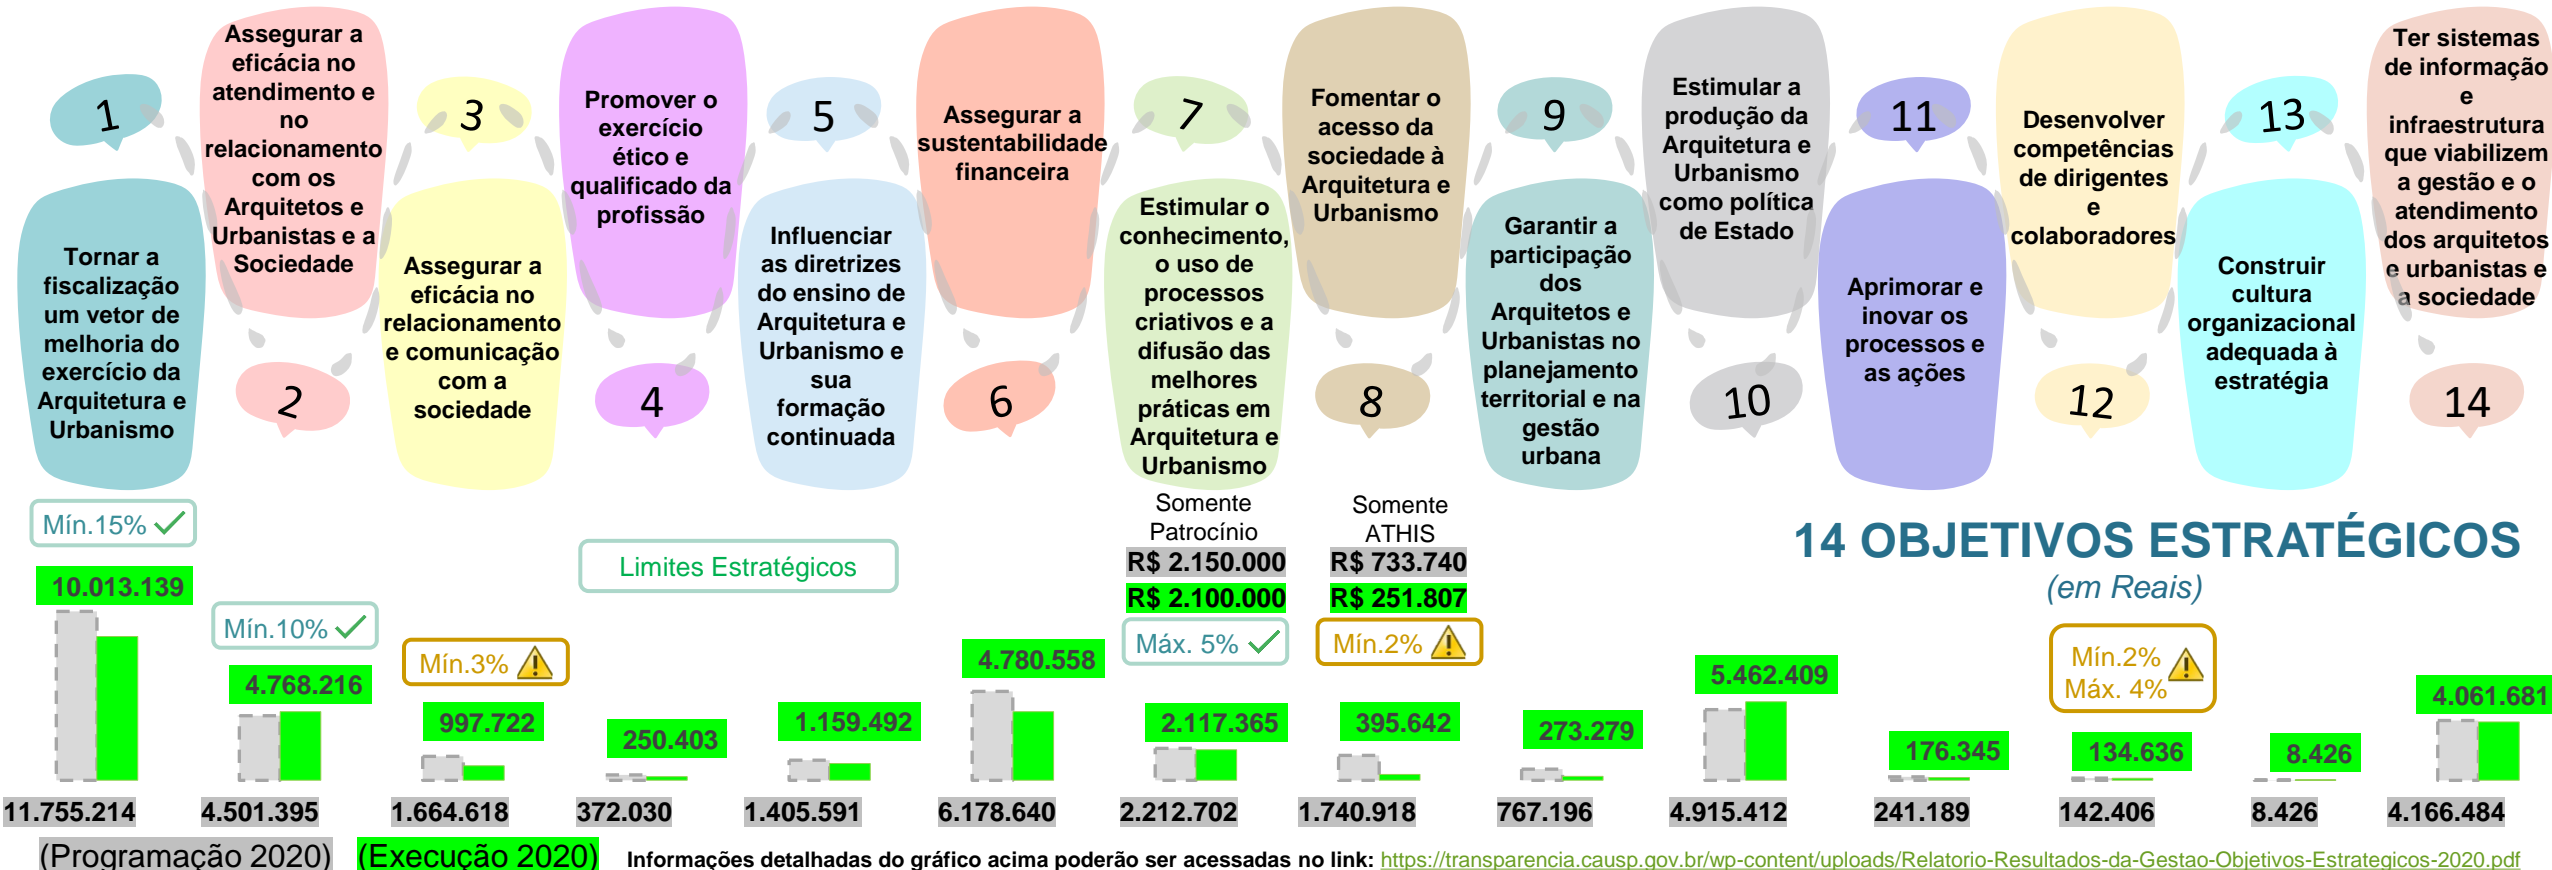 1
Tornar a
fiscalização
um vetor de
melhoria do
exercício da
Arquitetura e
Urbanismo
Assegurar a
eficácia no
atendimento e
no
relacionamento
com os
Arquitetos e
Urbanistas e a
Sociedade
2
3
Assegurar a
eficácia no
relacionamento
e comunicação
com a
sociedade
Promover o
exercício
ético e
qualificado da
profissão
4
5
Influenciar
as diretrizes
do ensino de
Arquitetura e
Urbanismo e
sua
formação
continuada
Assegurar a
sustentabilidade
financeira
6
7
Estimular o
conhecimento,
o uso de
processos
criativos e a
difusão das
melhores
práticas em
Arquitetura e
Urbanismo
Fomentar o
acesso da
sociedade à
Arquitetura e
Urbanismo
8
9
Garantir a
participação
dos
Arquitetos e
Urbanistas no
planejamento
territorial e na
gestão
urbana
Estimular a
produção da
Arquitetura e
Urbanismo
como política
de Estado
10
11
Aprimorar e
inovar os
processos e
as ações
Desenvolver
competências
de dirigentes
e
colaboradores
12
13
Construir
cultura
organizacional
adequada à
estratégia
Ter sistemas
de informação
e
infraestrutura
que viabilizem
a gestão e o
atendimento
dos arquitetos
e urbanistas e
a sociedade
14
14 OBJETIVOS ESTRATÉGICOS
(em Reais)
Limites Estratégicos
Mín.15%
10.013.139
11.755.214
Mín.10%
4.768.216
4.501.395
Mín.3%
997.722
1.664.618
250.403
372.030
1.159.492
1.405.591
4.780.558
6.178.640
Somente
Patrocínio
R$ 2.150.000
R$ 2.100.000
Máx. 5%
2.117.365
2.212.702
Somente
ATHIS
R$ 733.740
R$ 251.807
Mín.2%
395.642
1.740.918
273.279
767.196
5.462.409
4.915.412
176.345
241.189
Mín.2%
Máx. 4%
134.636
142.406
8.426
8.426
4.061.681
4.166.484
(Programação 2020) (Execução 2020) Informações detalhadas do gráfico acima poderão ser acessadas no link: https://transparencia.causp.gov.br/wp-content/uploads/Relatorio-Resultados-da-Gestao-Objetivos-Estrategicos-2020.pdf